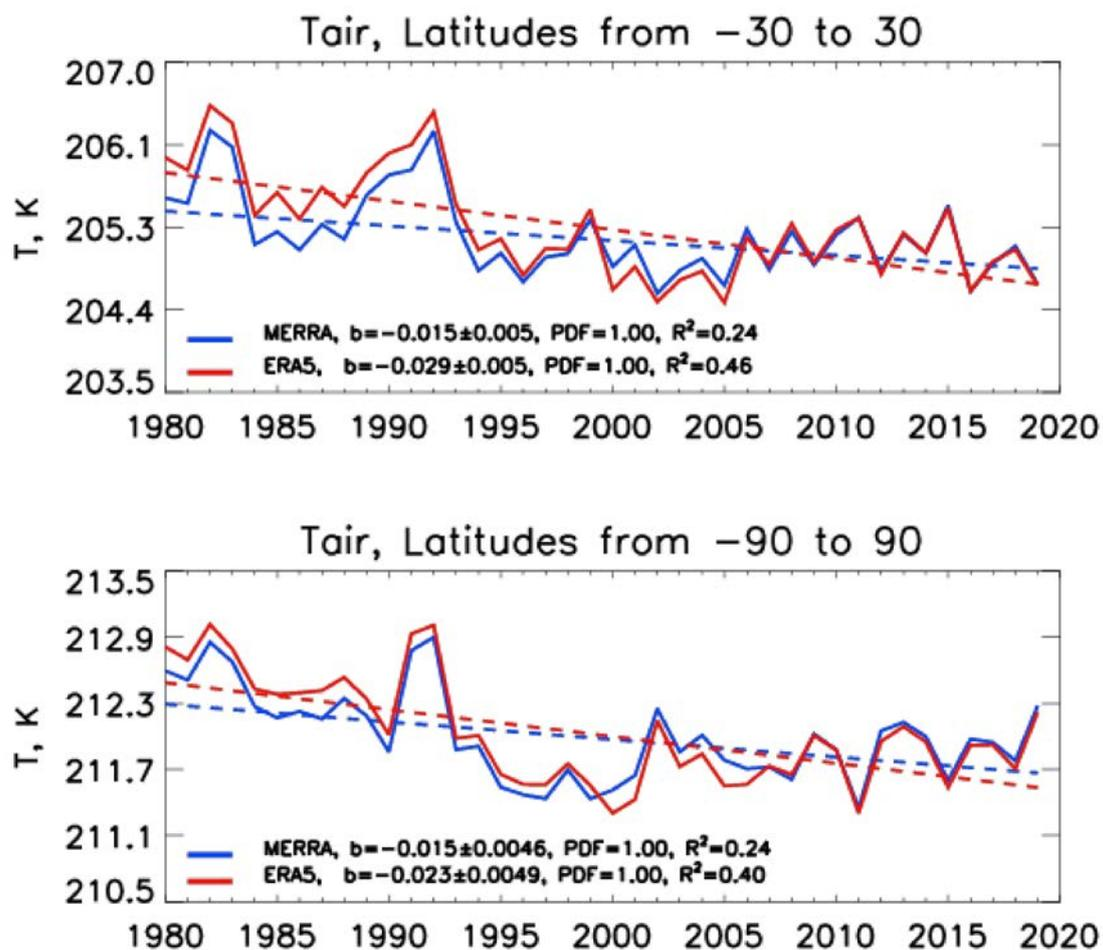 Tair, Latitudes from −30 to 30
207.0
206.1
205.3
204.4
203.5
T, K
MERRA, b=−0.015±0.005, PDF=1.00, R²=0.24
ERA5, b=−0.029±0.005, PDF=1.00, R²=0.46
1980 1985 1990 1995 2000 2005 2010 2015 2020
Tair, Latitudes from −90 to 90
213.5
212.9
212.3
211.7
211.1
210.5
T, K
MERRA, b=−0.015±0.0046, PDF=1.00, R²=0.24
ERA5, b=−0.023±0.0049, PDF=1.00, R²=0.40
1980 1985 1990 1995 2000 2005 2010 2015 2020